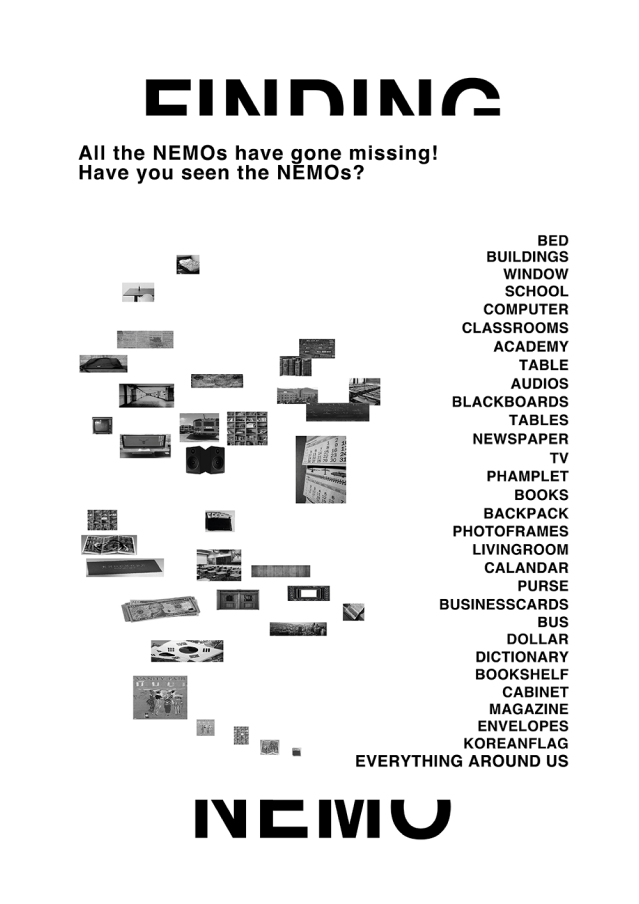 FINDING
All the NEMOs have gone missing!
Have you seen the NEMOs?
BED
BUILDINGS
WINDOW
SCHOOL
COMPUTER
CLASSROOMS
ACADEMY
TABLE
AUDIOS
BLACKBOARDS
TABLES
NEWSPAPER
TV
PHAMPLET
BOOKS
BACKPACK
PHOTOFRAMES
LIVINGROOM
CALANDAR
PURSE
BUSINESSCARDS
BUS
DOLLAR
DICTIONARY
BOOKSHELF
CABINET
MAGAZINE
ENVELOPES
KOREANFLAG
EVERYTHING AROUND US
VANITY FAIR
NEMO